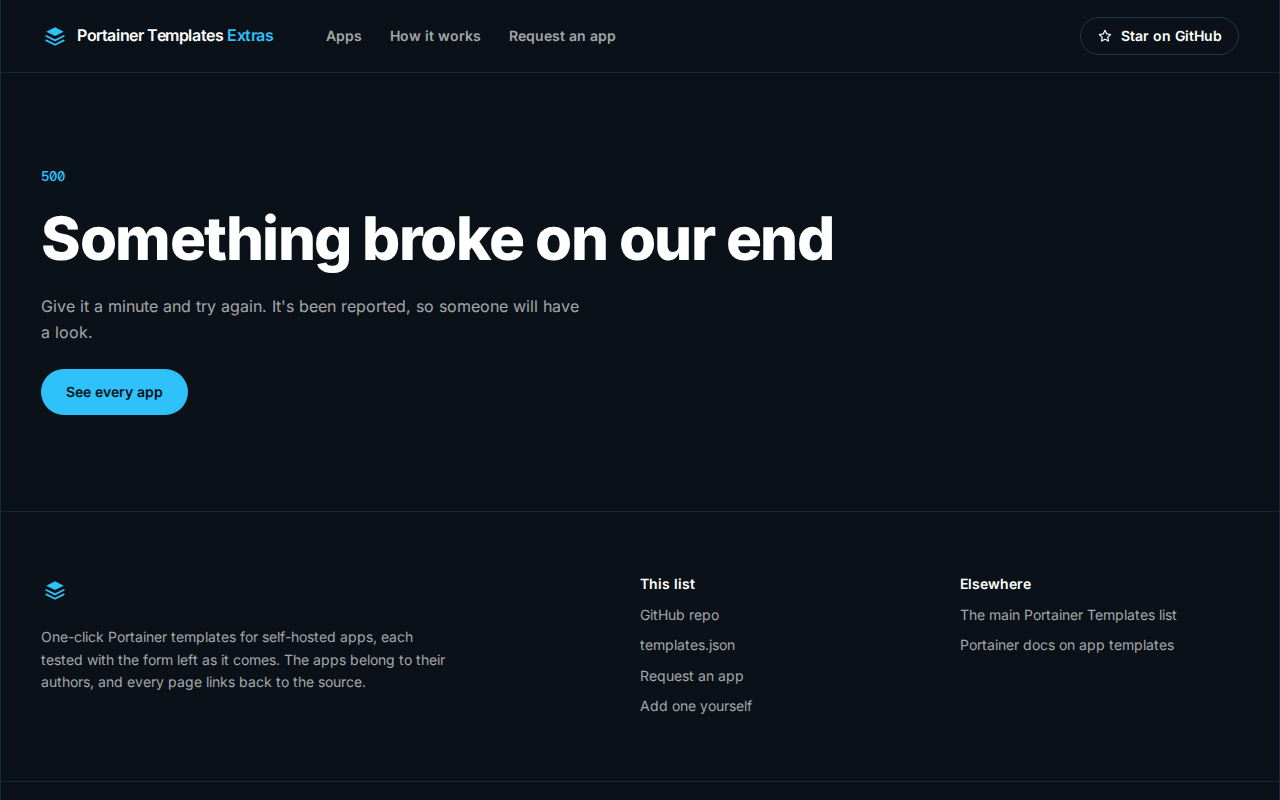 Portainer Templates Extras
Apps
How it works
Request an app
Star on GitHub
500
Something broke on our end
Give it a minute and try again. It's been reported, so someone will have
a look.
See every app
One-click Portainer templates for self-hosted apps, each
tested with the form left as it comes. The apps belong to their
authors, and every page links back to the source.
This list
GitHub repo
templates.json
Request an app
Add one yourself
Elsewhere
The main Portainer Templates list
Portainer docs on app templates